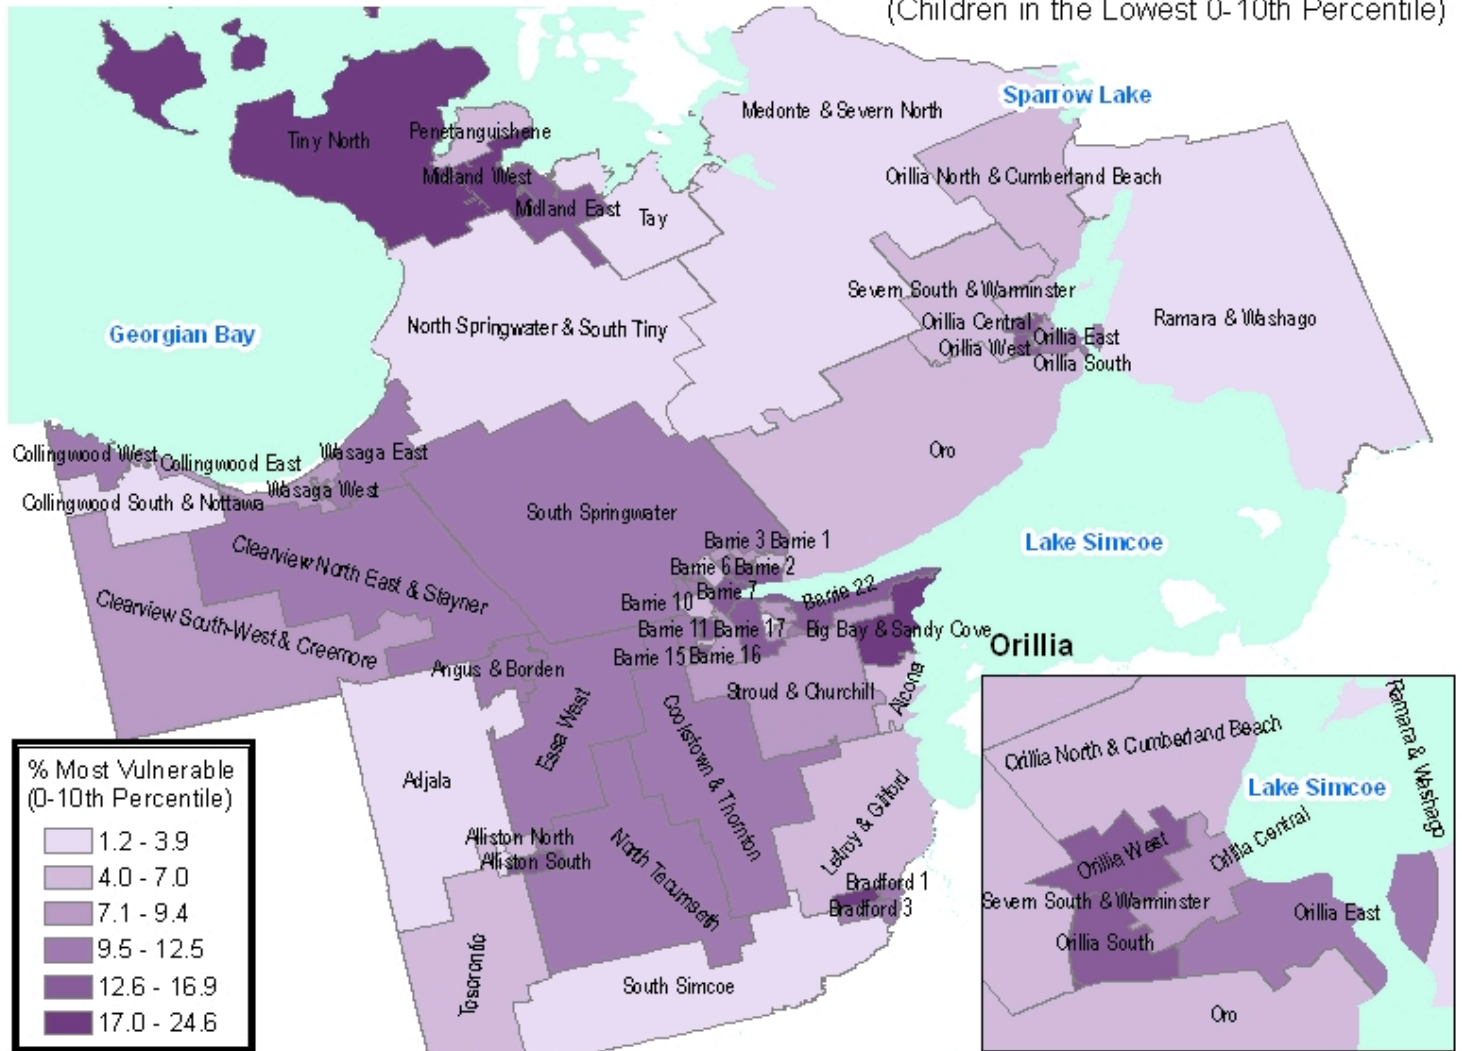 (Children in the Lowest 0-10th Percentile)
Sparrow Lake
Medonte & Severn North
Tiny North
Penetanguishene
Midland West
Orillia North & Cumberland Beach
Midland East
Tay
Severn South & Warminster
Georgian Bay
North Springwater & South Tiny
Orillia Central
Ramara & Washago
Orillia East
Orillia West
Orillia South
Collingwood West
Collingwood East
Wasaga East
Oro
Wasaga West
Collingwood South & Nottawa
South Springwater
Lake Simcoe
Barrie 3 Barrie 1
Clearview North East & Stayner
Barrie 6 Barrie 2
Barrie 7
Barrie 22
Barrie 10
Clearview South-West & Creemore
Barrie 11 Barrie 17
Big Bay & Sandy Cove
Barrie 15 Barrie 16
Angus & Borden
Stroud & Churchill
Alcona
Essa West
Cookstown & Thornton
Adjala
Lefroy & Gilford
Alliston North
Alliston South
North Tecumseth
Bradford 1
Bradford 3
Tosorontio
South Simcoe
% Most Vulnerable
(0-10th Percentile)
1.2 - 3.9
4.0 - 7.0
7.1 - 9.4
9.5 - 12.5
12.6 - 16.9
17.0 - 24.6
Orillia
Orillia North & Cumberland Beach
Ramara & Washago
Lake Simcoe
Orillia West
Orillia Central
Severn South & Warminster
Orillia East
Orillia South
Oro